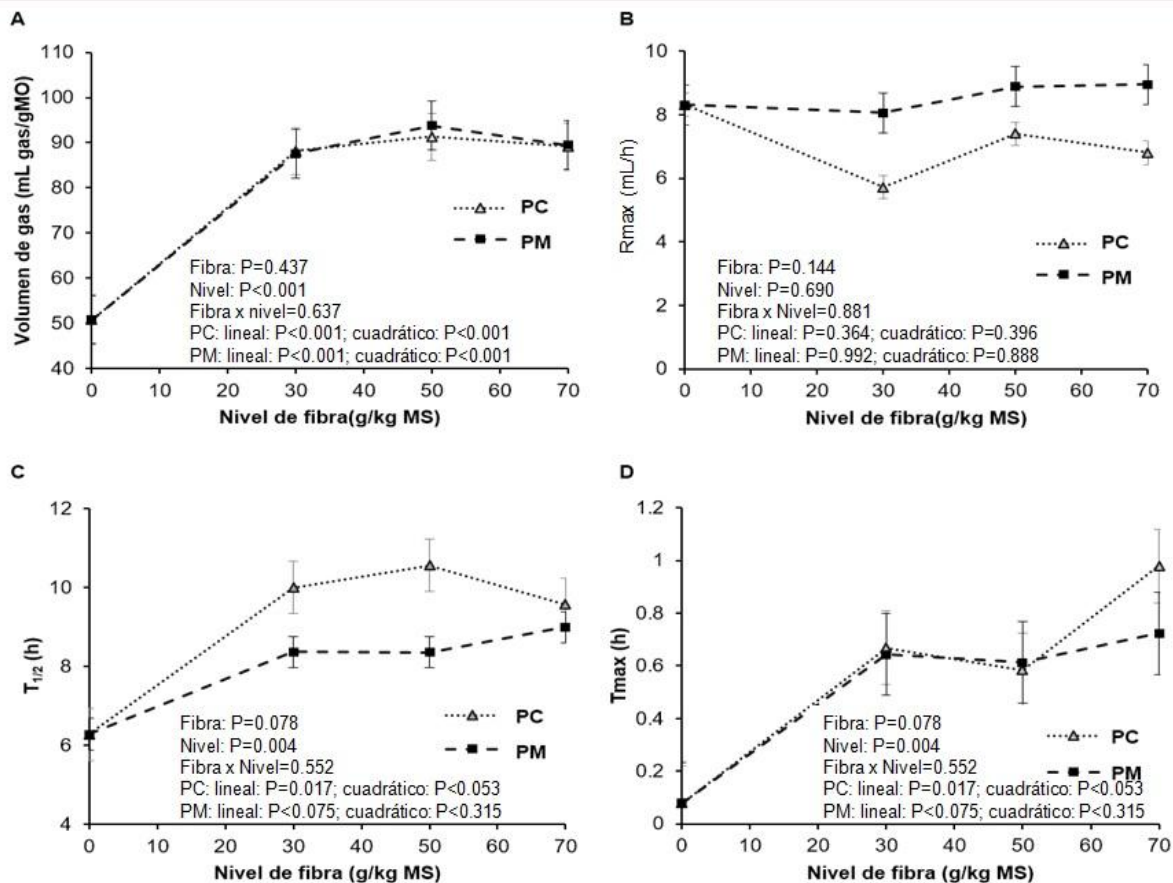 A
Volumen de gas (mL gas/gMO)
110
100
90
80
70
60
50
40
PC
PM
Fibra: P=0.437
Nivel: P<0.001
Fibra x nivel=0.637
PC: lineal: P<0.001; cuadrático: P<0.001
PM: lineal: P<0.001; cuadrático: P<0.001
0 10 20 30 40 50 60 70
Nivel de fibra(g/kg MS)
B
Rmax (mL/h)
10
8
6
4
2
0
PC
PM
Fibra: P=0.144
Nivel: P=0.690
Fibra x Nivel=0.881
PC: lineal: P=0.364; cuadrático: P=0.396
PM: lineal: P=0.992; cuadrático: P=0.888
0 10 20 30 40 50 60 70
Nivel de fibra(g/kg MS)
C
T1/2 (h)
12
10
8
6
4
PC
PM
Fibra: P=0.078
Nivel: P=0.004
Fibra x Nivel=0.552
PC: lineal: P=0.017; cuadrático: P<0.053
PM: lineal: P<0.075; cuadrático: P<0.315
0 10 20 30 40 50 60 70
Nivel de fibra (g/kg MS)
D
Tmax (h)
1.2
1
0.8
0.6
0.4
0.2
0
PC
PM
Fibra: P=0.078
Nivel: P=0.004
Fibra x Nivel=0.552
PC: lineal: P=0.017; cuadrático: P<0.053
PM: lineal: P<0.075; cuadrático: P<0.315
0 10 20 30 40 50 60 70
Nivel de fibra (g/kg MS)